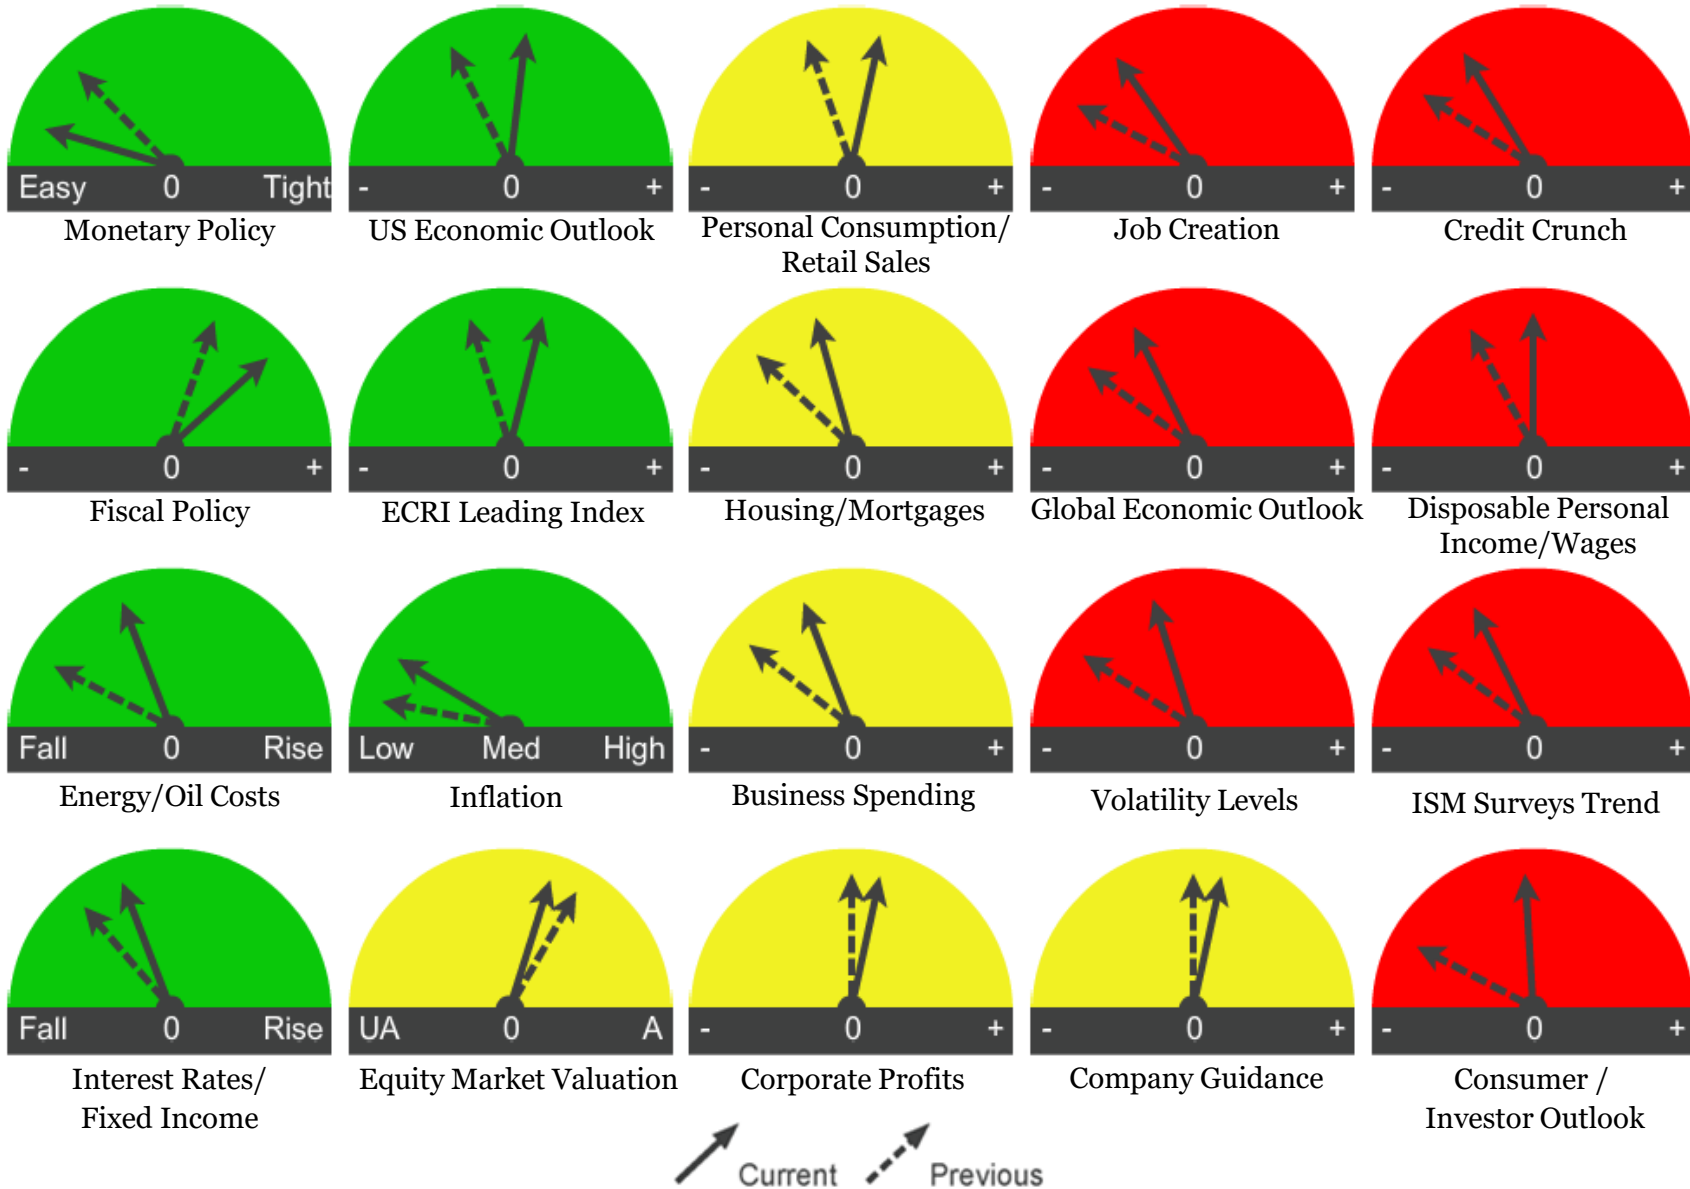 Easy 0 Tight
- 0 +
- 0 +
- 0 +
- 0 +
Monetary Policy
US Economic Outlook
Personal Consumption/
Retail Sales
Job Creation
Credit Crunch
- 0 +
- 0 +
- 0 +
- 0 +
- 0 +
Fiscal Policy
ECRI Leading Index
Housing/Mortgages
Global Economic Outlook
Disposable Personal
Income/Wages
Fall 0 Rise
Low Med High
- 0 +
- 0 +
- 0 +
Energy/Oil Costs
Inflation
Business Spending
Volatility Levels
ISM Surveys Trend
Fall 0 Rise
UA 0 A
- 0 +
- 0 +
- 0 +
Interest Rates/
Fixed Income
Equity Market Valuation
Corporate Profits
Company Guidance
Consumer /
Investor Outlook
Current
Previous